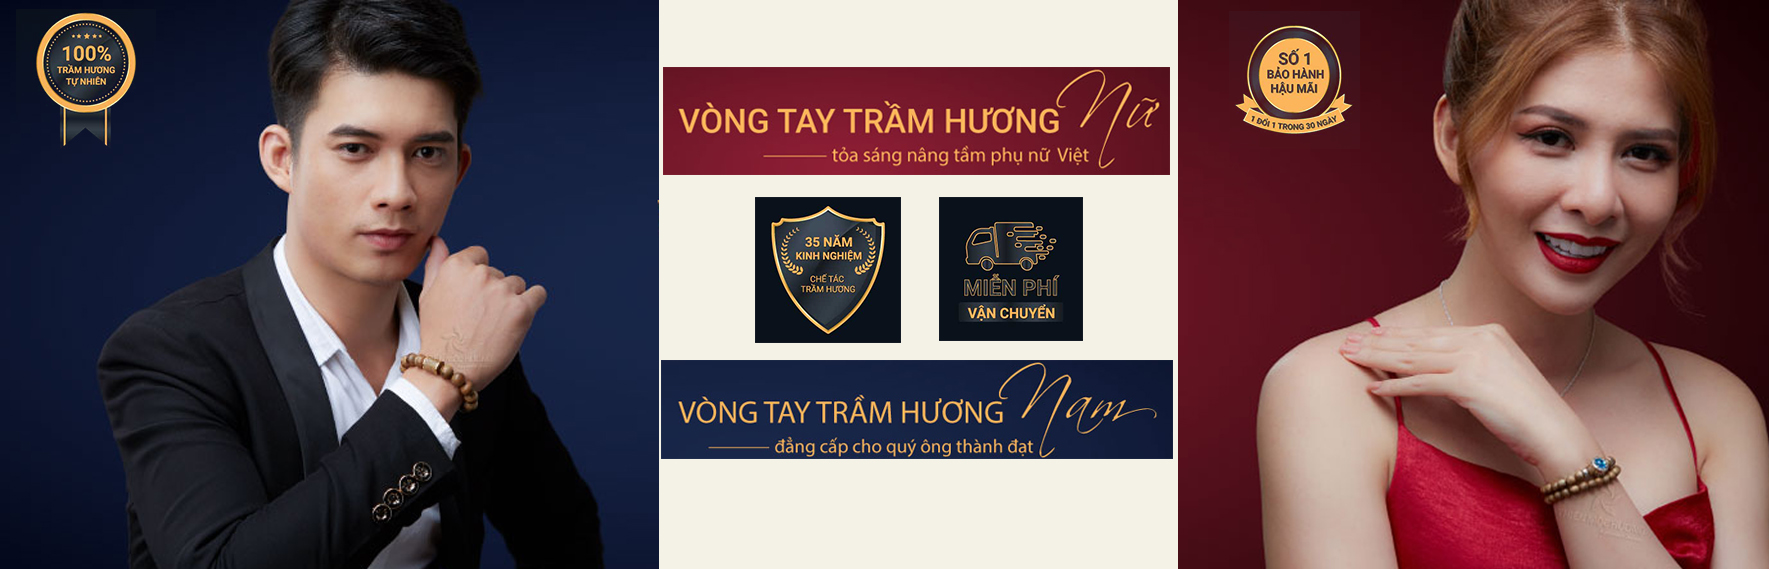 100%
TRẦM HƯƠNG
TỰ NHIÊN
VÒNG TAY TRẦM HƯƠNG Nữ
tỏa sáng nâng tầm phụ nữ Việt
35 NĂM
KINH NGHIỆM
CHẾ TÁC
TRẦM HƯƠNG
MIỄN PHÍ
VẬN CHUYỂN
VÒNG TAY TRẦM HƯƠNG Nam
đẳng cấp cho quý ông thành đạt
SỐ 1
BẢO HÀNH
HẬU MÃI
1 ĐỔI 1 TRONG 30 NGÀY